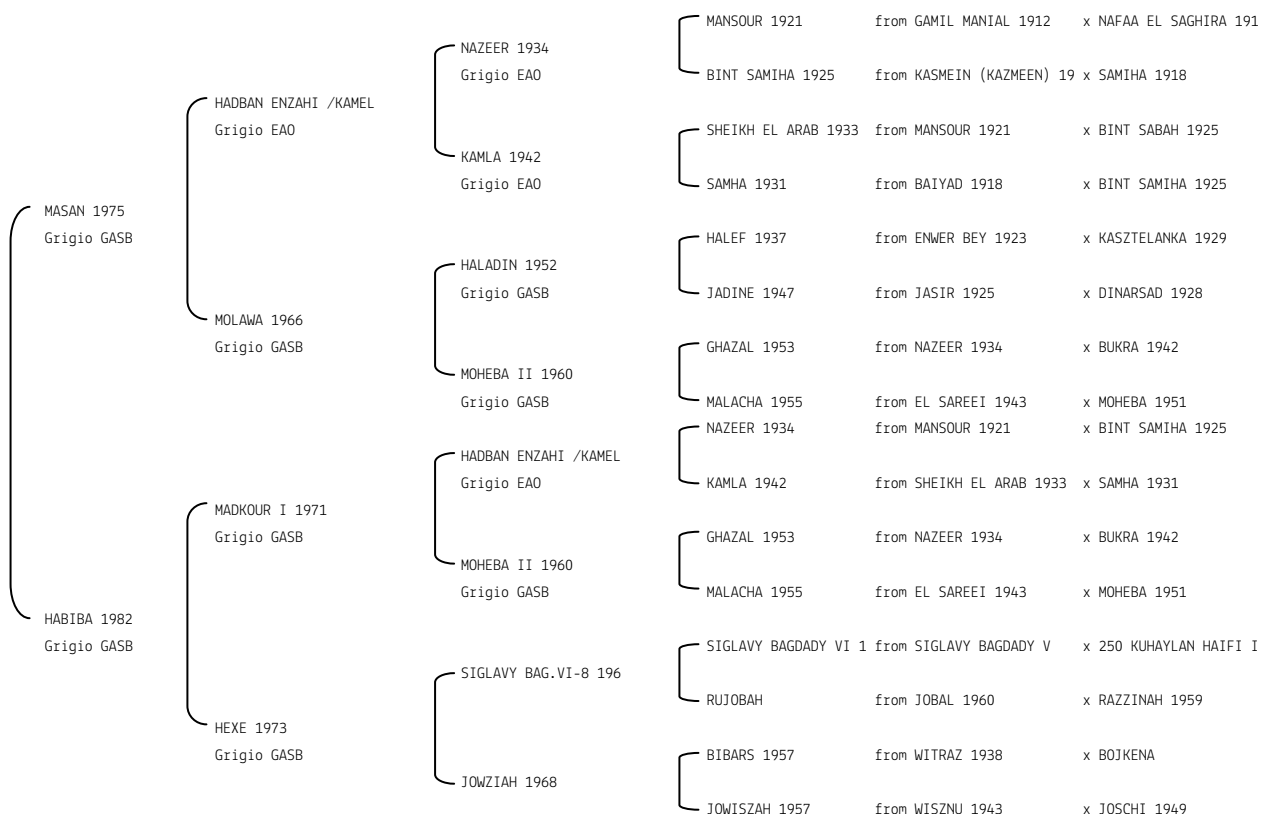 MANSOUR 1921 from GAMIL MANIAL 1912 x NAFAA EL SAGHIRA 191
NAZEER 1934
Grigio EAO BINT SAMIHA 1925 from KASMEIN (KAZMEEN) 19 x SAMIHA 1918
HADBAN ENZAHI /KAMEL
Grigio EAO SHEIKH EL ARAB 1933 from MANSOUR 1921 x BINT SABAH 1925
KAMLA 1942
Grigio EAO SAMHA 1931 from BAIYAD 1918 x BINT SAMIHA 1925
MASAN 1975
Grigio GASB HALEF 1937 from ENWER BEY 1923 x KASZTELANKA 1929
HALADIN 1952
Grigio GASB JADINE 1947 from JASIR 1925 x DINARSAD 1928
MOLAWA 1966
Grigio GASB GHAZAL 1953 from NAZEER 1934 x BUKRA 1942
MOHEBA II 1960
Grigio GASB MALACHA 1955 from EL SAREEI 1943 x MOHEBA 1951
NAZEER 1934 from MANSOUR 1921 x BINT SAMIHA 1925
HADBAN ENZAHI /KAMEL
Grigio EAO KAMLA 1942 from SHEIKH EL ARAB 1933 x SAMHA 1931
MADKOUR I 1971
Grigio GASB GHAZAL 1953 from NAZEER 1934 x BUKRA 1942
MOHEBA II 1960
Grigio GASB MALACHA 1955 from EL SAREEI 1943 x MOHEBA 1951
HABIBA 1982
Grigio GASB SIGLAVY BAGDADY VI 1 from SIGLAVY BAGDADY V x 250 KUHAYLAN HAIFI I
SIGLAVY BAG.VI-8 196
RUJOBAH from JOBAL 1960 x RAZZINAH 1959
HEXE 1973
Grigio GASB BIBARS 1957 from WITRAZ 1938 x BOJKENA
JOWZIAH 1968
JOWISZAH 1957 from WISZNU 1943 x JOSCHI 1949